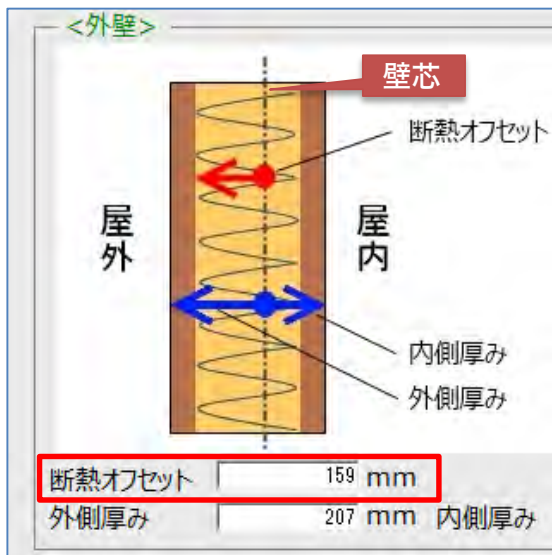 <外壁>
壁芯
断熱オフセット
屋外
屋内
内側厚み
外側厚み
断熱オフセット 159 mm
外側厚み 207 mm 内側厚み